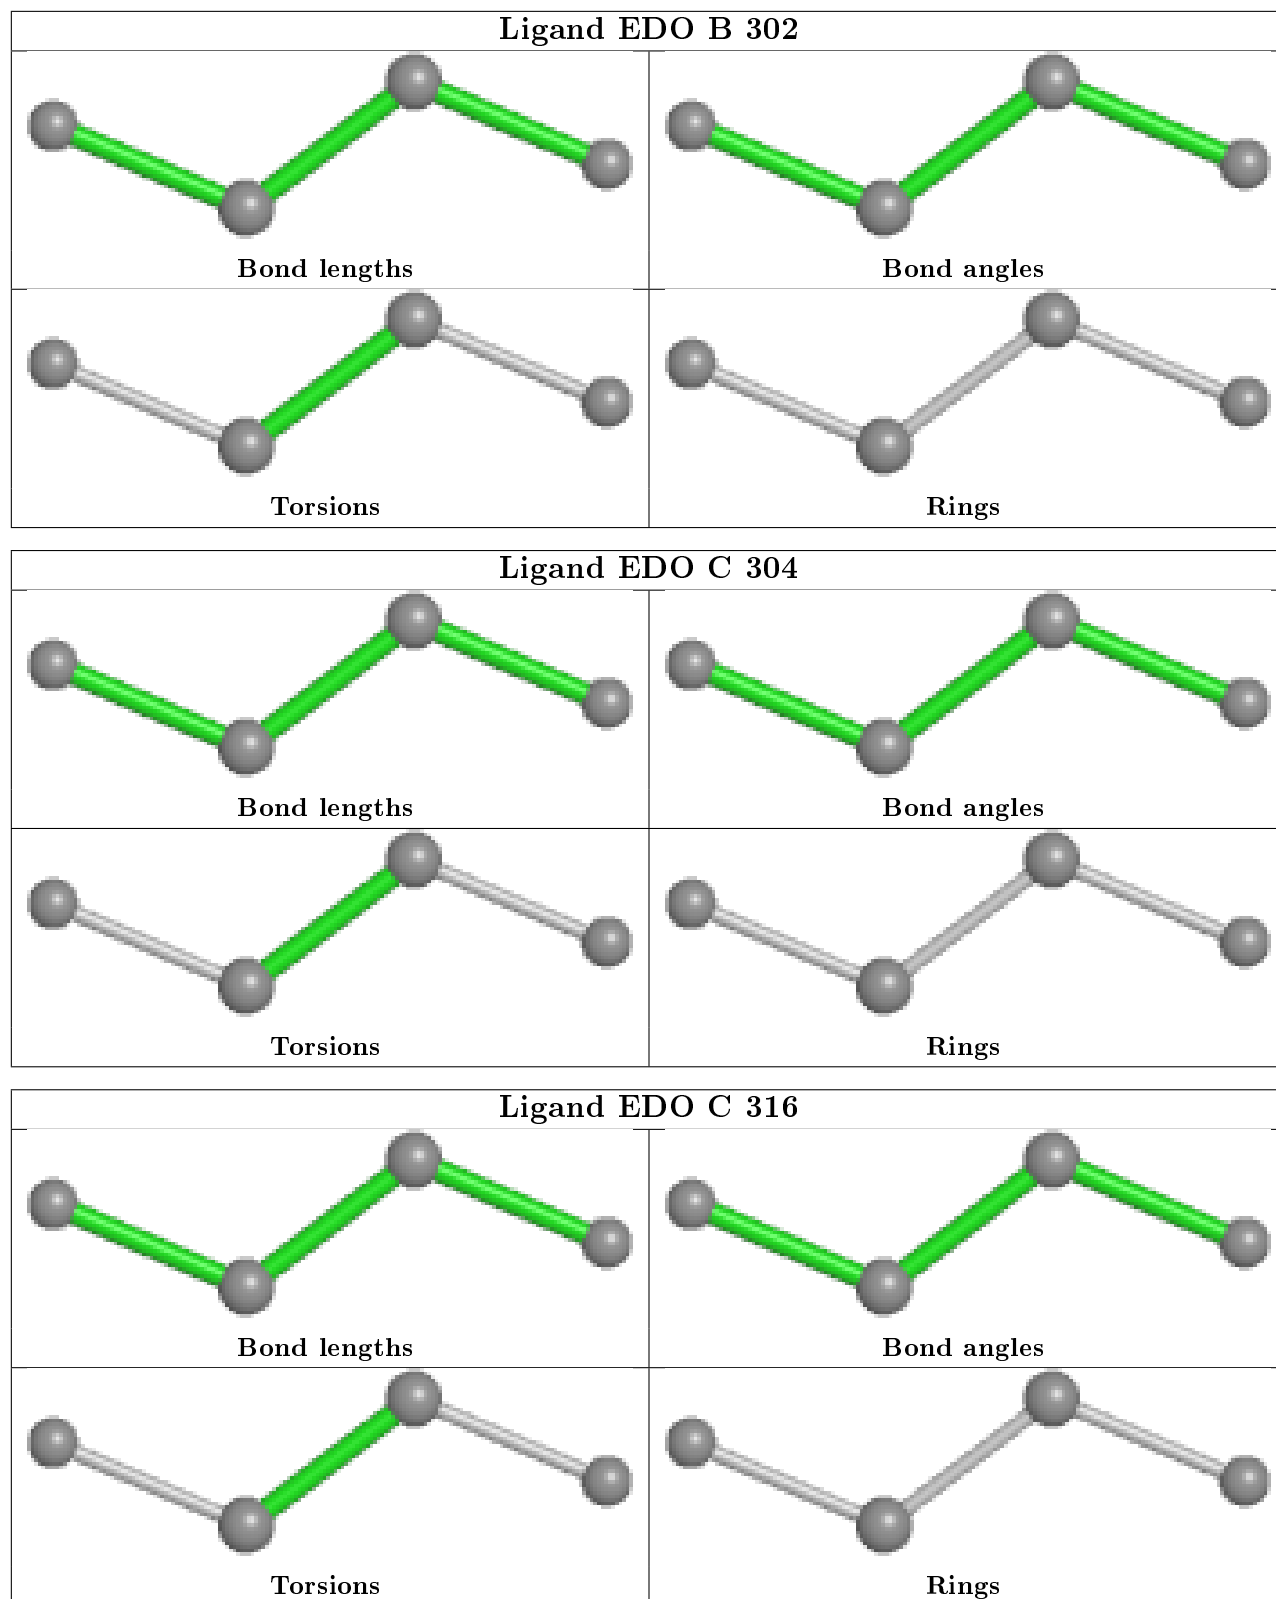 Ligand EDO B 302
Bond lengths
Bond angles
Torsions
Rings
Ligand EDO C 304
Bond lengths
Bond angles
Torsions
Rings
Ligand EDO C 316
Bond lengths
Bond angles
Torsions
Rings